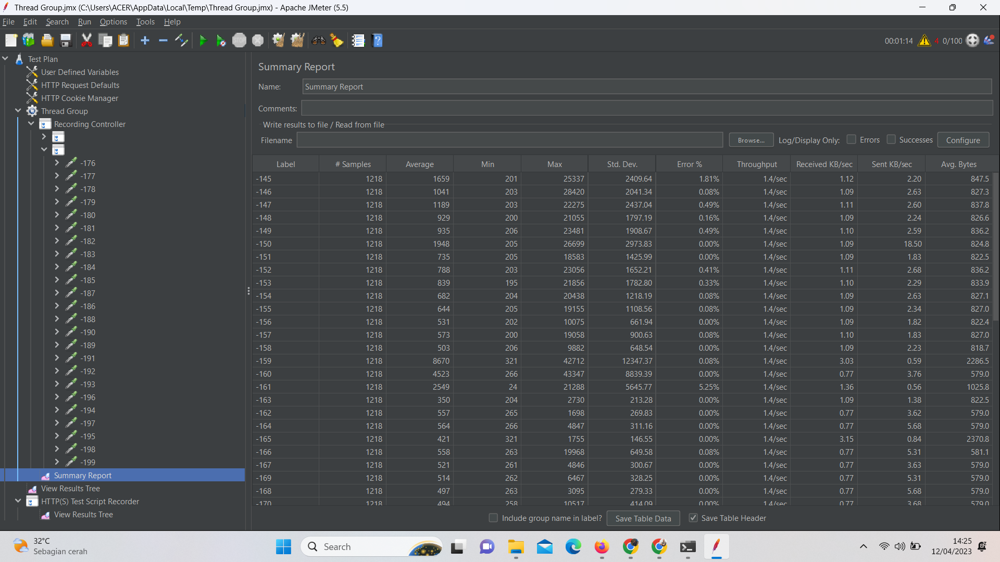 Thread Group.jmx (C:\Users\ACER\AppData\Local\Temp\Thread Group.jmx) - Apache JMeter (5.5)
File Edit Search Run Options Tools Help
STOP
00:01:14 4 0/100
Test Plan
User Defined Variables
HTTP Request Defaults
HTTP Cookie Manager
Thread Group
Recording Controller
-176
-177
-178
-179
-180
-181
-182
-183
-184
-185
-187
-186
-188
-190
-189
-191
-192
-193
-196
-194
-197
-195
-198
-199
Summary Report
View Results Tree
HTTP(S) Test Script Recorder
View Results Tree
Summary Report
Name: Summary Report
Comments:
Write results to file / Read from file
Filename Browse... Log/Display Only: Errors Successes Configure
Label # Samples Average Min Max Std. Dev. Error % Throughput Received KB/sec Sent KB/sec Avg. Bytes
-145 1218 1659 201 25337 2409.64 1.81% 1.4/sec 1.12 2.20 847.5
-146 1218 1041 203 28420 2041.34 0.08% 1.4/sec 1.09 2.63 827.3
-147 1218 1189 203 22275 2437.04 0.49% 1.4/sec 1.11 2.60 837.8
-148 1218 929 200 21055 1797.19 0.16% 1.4/sec 1.09 2.24 826.6
-149 1218 935 206 23481 1908.67 0.49% 1.4/sec 1.10 2.59 836.2
-150 1218 1948 205 26699 2973.83 0.00% 1.4/sec 1.09 18.50 824.8
-151 1218 735 205 18583 1425.99 0.00% 1.4/sec 1.09 1.83 822.5
-152 1218 788 203 23056 1652.21 0.41% 1.4/sec 1.11 2.68 836.2
-153 1218 839 195 21856 1782.80 0.33% 1.4/sec 1.10 2.29 833.9
-154 1218 682 204 20438 1218.19 0.08% 1.4/sec 1.09 2.63 827.1
-155 1218 644 205 19155 1108.56 0.08% 1.4/sec 1.09 2.34 827.0
-156 1218 531 202 10075 661.94 0.00% 1.4/sec 1.09 1.82 822.4
-157 1218 573 200 19058 900.63 0.08% 1.4/sec 1.10 1.83 827.0
-158 1218 503 206 9882 648.54 0.00% 1.4/sec 1.09 2.23 818.7
-159 1218 8670 321 42712 12347.37 0.08% 1.4/sec 3.03 0.59 2286.5
-160 1218 4523 266 43347 8839.39 0.00% 1.4/sec 0.77 3.76 579.0
-161 1218 2549 24 21288 5645.77 5.25% 1.4/sec 1.36 0.56 1025.8
-163 1218 350 204 2730 213.28 0.00% 1.4/sec 1.09 1.38 822.5
-162 1218 557 265 1698 269.83 0.00% 1.4/sec 0.77 3.62 579.0
-164 1218 564 266 4847 311.16 0.00% 1.4/sec 0.77 5.68 579.0
-165 1218 421 321 1755 146.55 0.00% 1.4/sec 3.15 0.84 2370.8
-166 1218 558 263 19968 649.58 0.08% 1.4/sec 0.77 5.31 581.1
-167 1218 521 261 4846 300.67 0.00% 1.4/sec 0.77 3.63 579.0
-169 1218 514 262 6467 328.25 0.00% 1.4/sec 0.77 5.31 579.0
-168 1218 497 263 3095 279.33 0.00% 1.4/sec 0.77 5.68 579.0
-170 1218 494 258 10517 414.09 0.00% 1.4/sec 0.77 3.68 579.0
Include group name in label? Save Table Data Save Table Header
32°C
Sebagian cerah
Search
14:25
12/04/2023